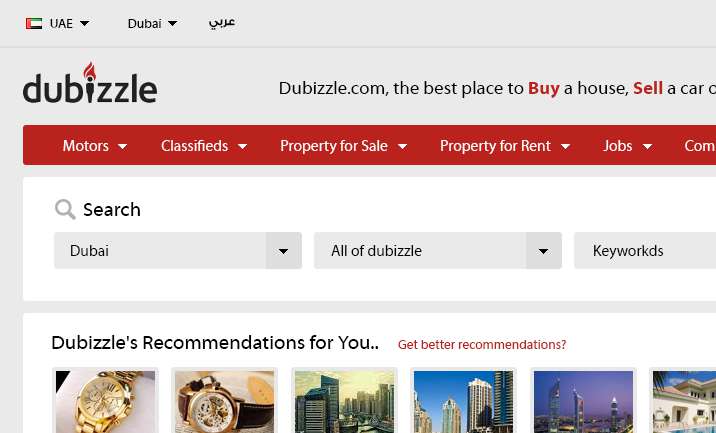 UAE Dubai عربي
dubizzle
Dubizzle.com, the best place to Buy a house, Sell a car o
Motors Classifieds Property for Sale Property for Rent Jobs Com
Search
Dubai All of dubizzle Keyworkds
Dubizzle's Recommendations for You.. Get better recommendations?